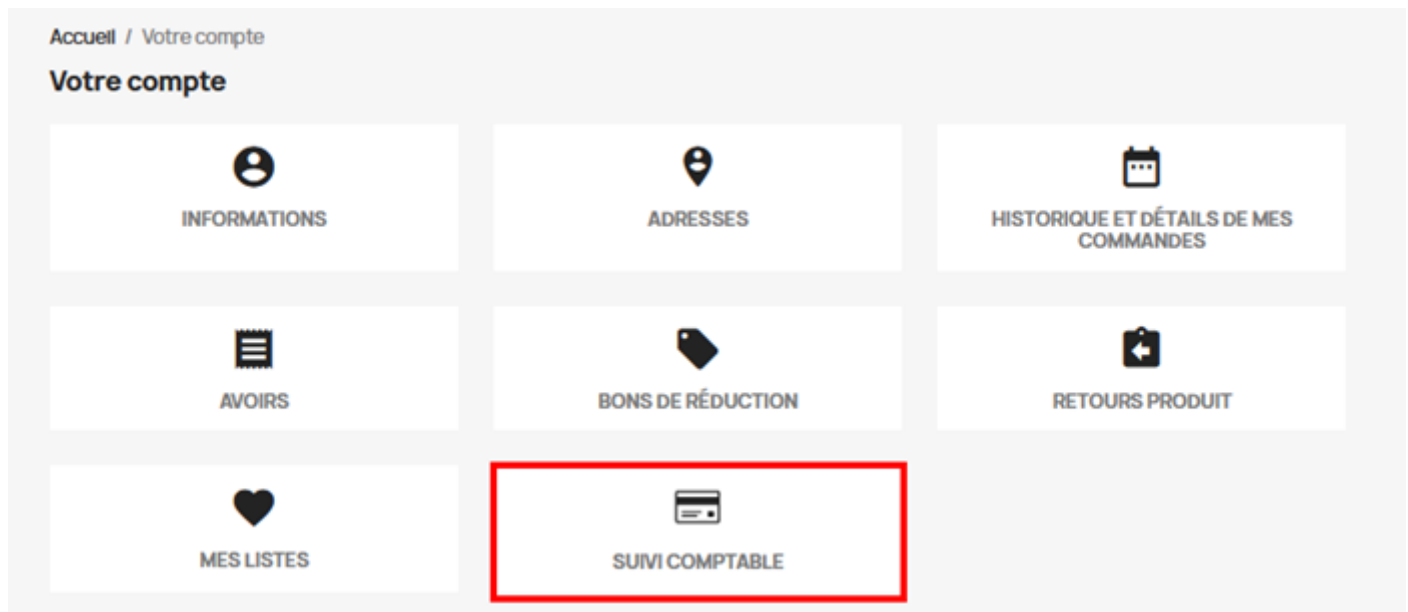 Accueil / Votre compte
Votre compte
INFORMATIONS
ADRESSES
HISTORIQUE ET DÉTAILS DE MES
COMMANDES
AVOIRS
BONS DE RÉDUCTION
RETOURS PRODUIT
MES LISTES
SUIVI COMPTABLE